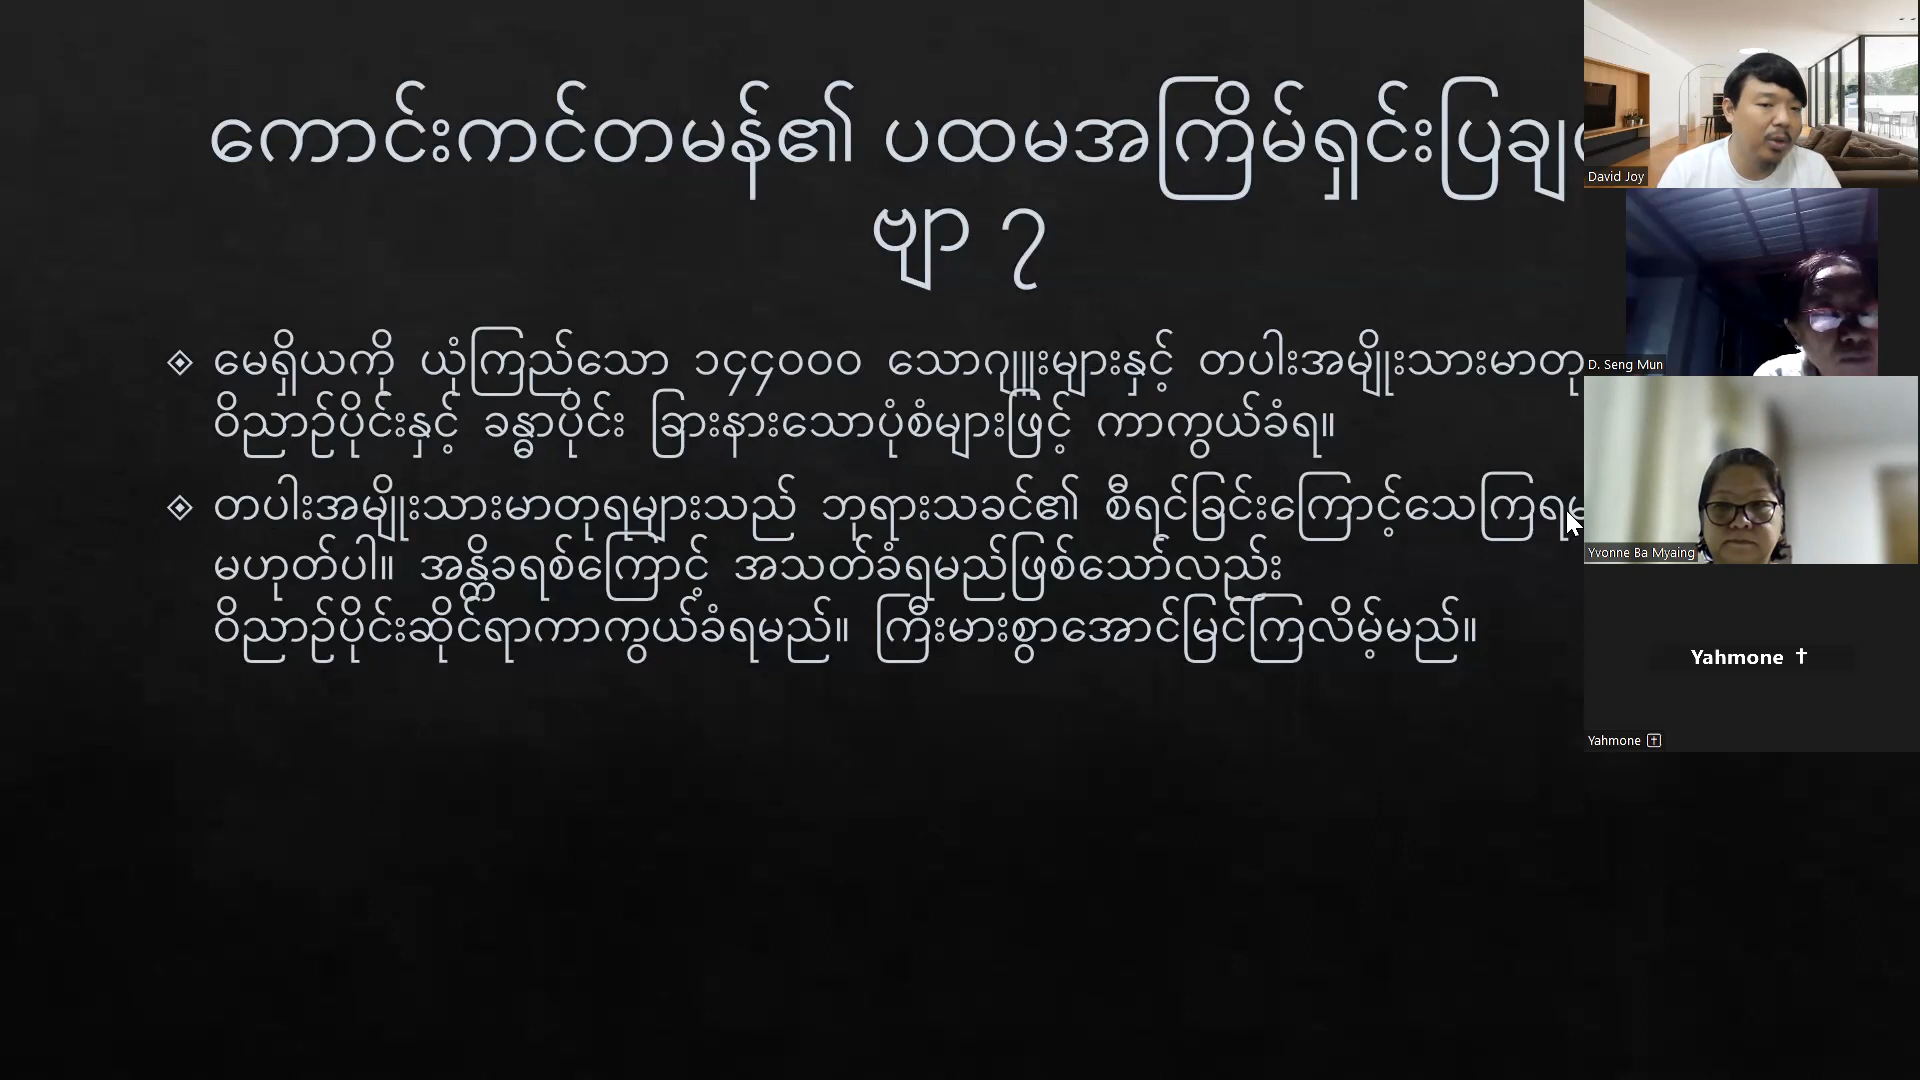 ကောင်းကင်တမန်၏ ပထမအကြိမ်ရှင်းပြချ
ဗျာ ၇
မေရှိယကို ယုံကြည်သော ၁၄၄၀၀၀ သောဂျူးများနှင့် တပါးအမျိုးသားမာတု
ဝိညာဉ်ပိုင်းနှင့် ခန္ဓာပိုင်း ခြားနားသောပုံစံများဖြင့် ကာကွယ်ခံရ။
တပါးအမျိုးသားမာတုရများသည် ဘုရားသခင်၏ စီရင်ခြင်းကြောင့်သေကြရ
မဟုတ်ပါ။ အန္တိခရစ်ကြောင့် အသတ်ခံရမည်ဖြစ်သော်လည်း
ဝိညာဉ်ပိုင်းဆိုင်ရာကာကွယ်ခံရမည်။ ကြီးမားစွာအောင်မြင်ကြလိမ့်မည်။
David Joy
D. Seng Mun
Yvonne Ba Myaing
Yahmone ✝
Yahmone ✝